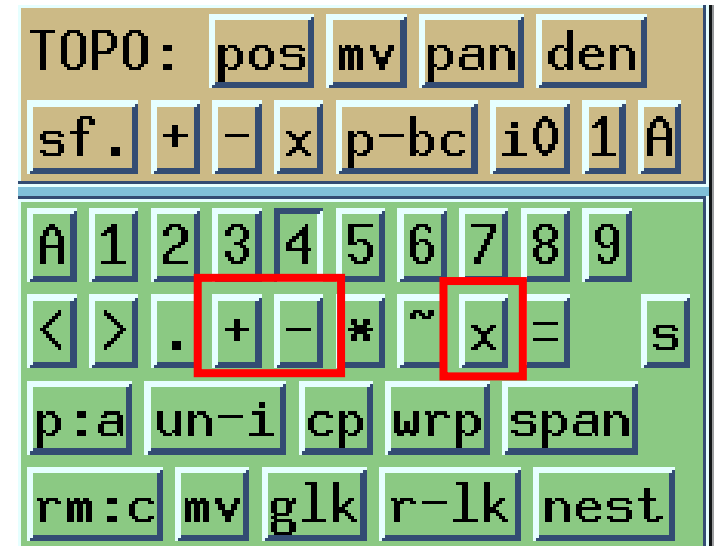 TOPO: pos mv pan den
sf. + - x p-bc i0 1 A
A 1 2 3 4 5 6 7 8 9
< > . + - * ~ x = s
p:a un-i cp wrp span
rm:c mv glk r-lk nest